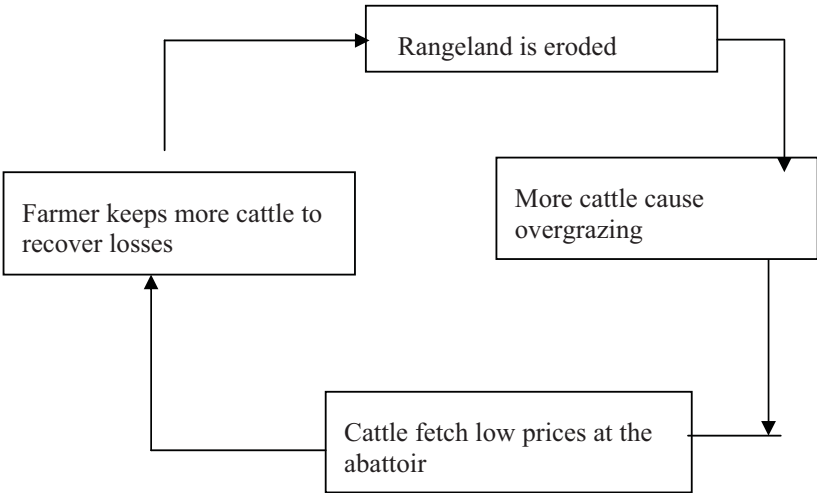 Rangeland is eroded
More cattle cause
overgrazing
Cattle fetch low prices at the
abattoir
Farmer keeps more cattle to
recover losses